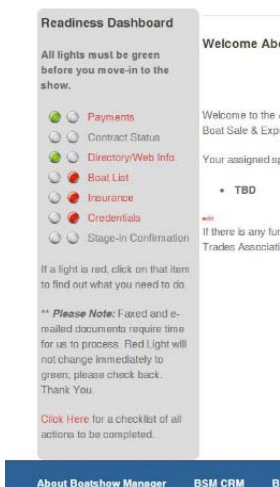 Readiness Dashboard
All lights must be green
before you move-in to the
show.
Payments
Contract Status
Directory/Web Info.
Boat List
Insurance
Credentials
Stage-in Confirmation
If a light is red, click on that item
to find out what you need to do.
** Please Note: Faxed and e-
mailed documents require time
for us to process. Red Light will
not change immediately to
green; please check back.
Thank You.
Click Here for a checklist of all
actions to be completed.
Welcome Abo
Welcome to the
Boat Sale & Exp
Your assigned sp
• TBD
edit
If there is any fur
Trades Associati
About Boatshow Manager
BSM CRM